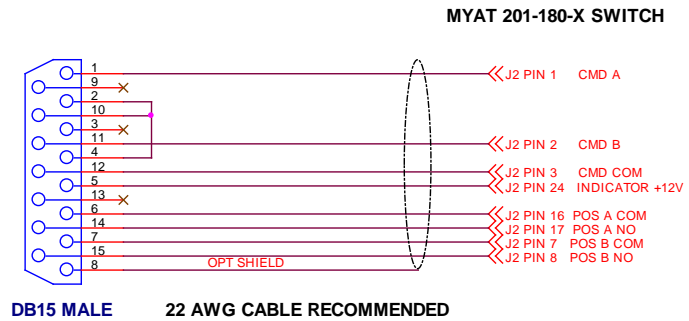 MYAT 201-180-X SWITCH
1
9
2
10
3
11
4
12
5
13
6
14
7
15
8
J2 PIN 1 CMD A
J2 PIN 2 CMD B
J2 PIN 3 CMD COM
J2 PIN 24 INDICATOR +12V
J2 PIN 16 POS A COM
J2 PIN 17 POS A NO
J2 PIN 7 POS B COM
J2 PIN 8 POS B NO
OPT SHIELD
DB15 MALE
22 AWG CABLE RECOMMENDED